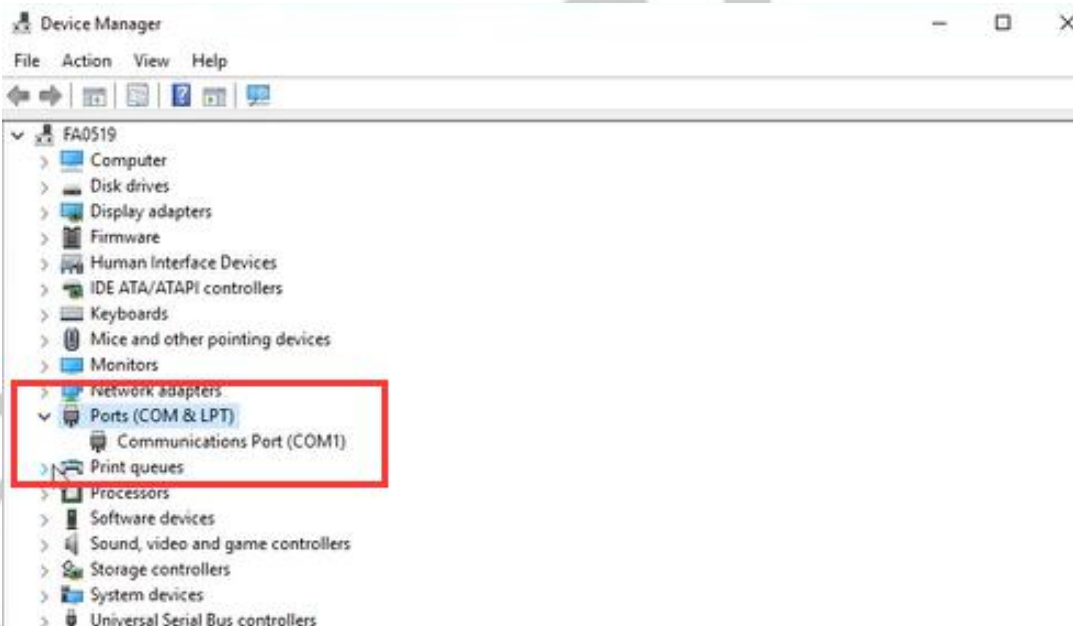 Device Manager
File Action View Help
FA0519
Computer
Disk drives
Display adapters
Firmware
Human Interface Devices
IDE ATA/ATAPI controllers
Keyboards
Mice and other pointing devices
Monitors
Network adapters
Ports (COM & LPT)
Communications Port (COM1)
Print queues
Processors
Software devices
Sound, video and game controllers
Storage controllers
System devices
Universal Serial Bus controllers